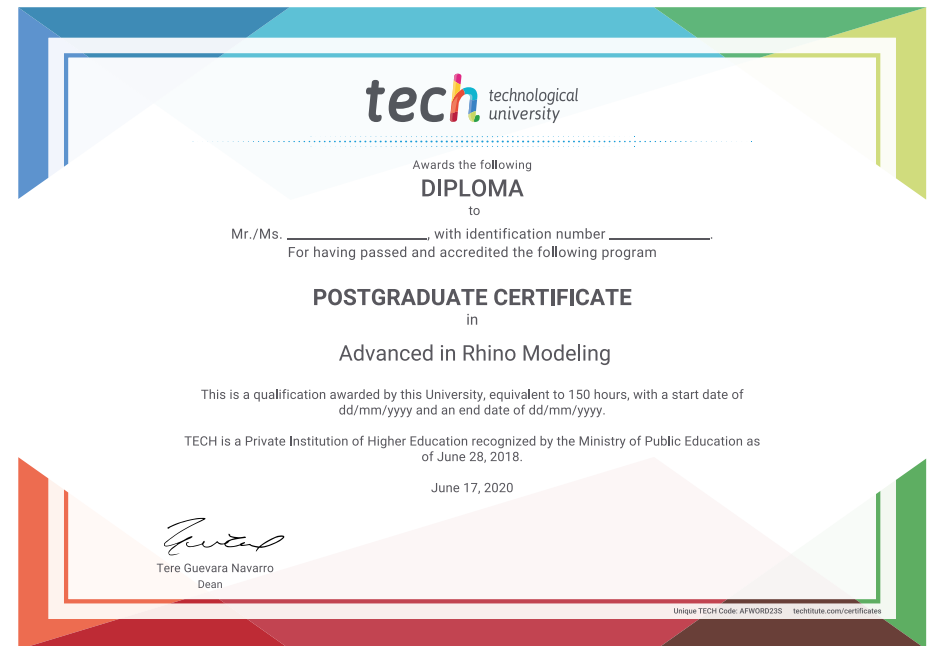 tech technological
university
Awards the following
DIPLOMA
to
Mr./Ms. ____________________, with identification number ______________.
For having passed and accredited the following program
POSTGRADUATE CERTIFICATE
in
Advanced in Rhino Modeling
This is a qualification awarded by this University, equivalent to 150 hours, with a start date of
dd/mm/yyyy and an end date of dd/mm/yyyy.
TECH is a Private Institution of Higher Education recognized by the Ministry of Public Education as
of June 28, 2018.
June 17, 2020
Tere Guevara Navarro
Dean
Unique TECH Code: AFWORD23S techtitute.com/certificates